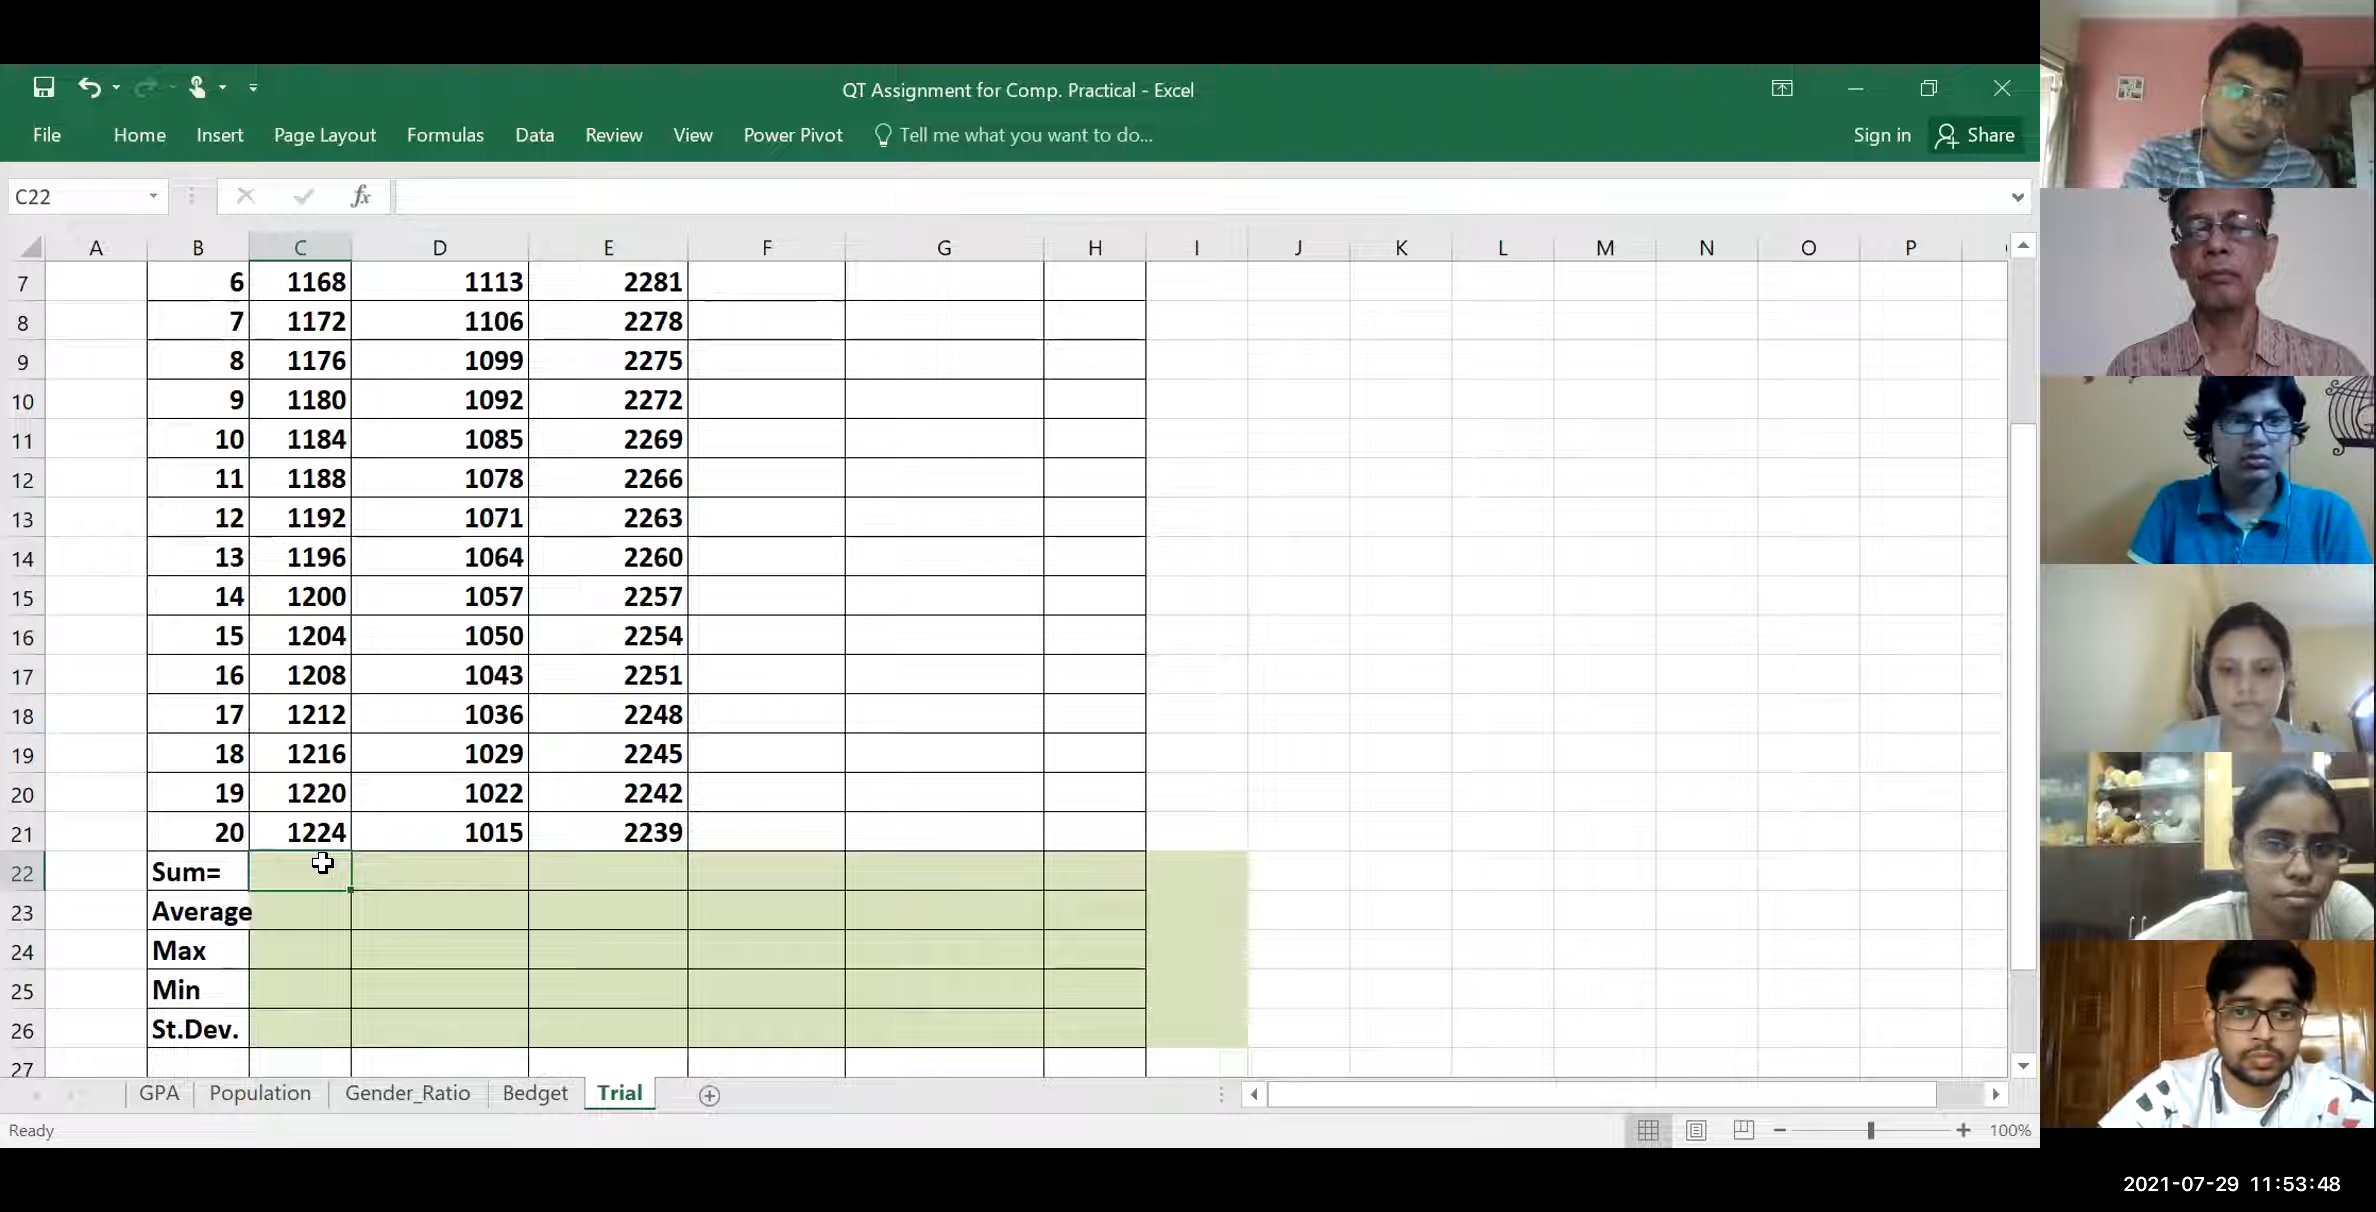 QT Assignment for Comp. Practical - Excel
File Home Insert Page Layout Formulas Data Review View Power Pivot Tell me what you want to do... Sign in Share
C22 fx
A B C D E F G H I J K L M N O P
7 6 1168 1113 2281
8 7 1172 1106 2278
9 8 1176 1099 2275
10 9 1180 1092 2272
11 10 1184 1085 2269
12 11 1188 1078 2266
13 12 1192 1071 2263
14 13 1196 1064 2260
15 14 1200 1057 2257
16 15 1204 1050 2254
17 16 1208 1043 2251
18 17 1212 1036 2248
19 18 1216 1029 2245
20 19 1220 1022 2242
21 20 1224 1015 2239
22 Sum=
23 Average
24 Max
25 Min
26 St.Dev.
27
GPA Population Gender_Ratio Bedget Trial
Ready 100%
2021-07-29 11:53:48